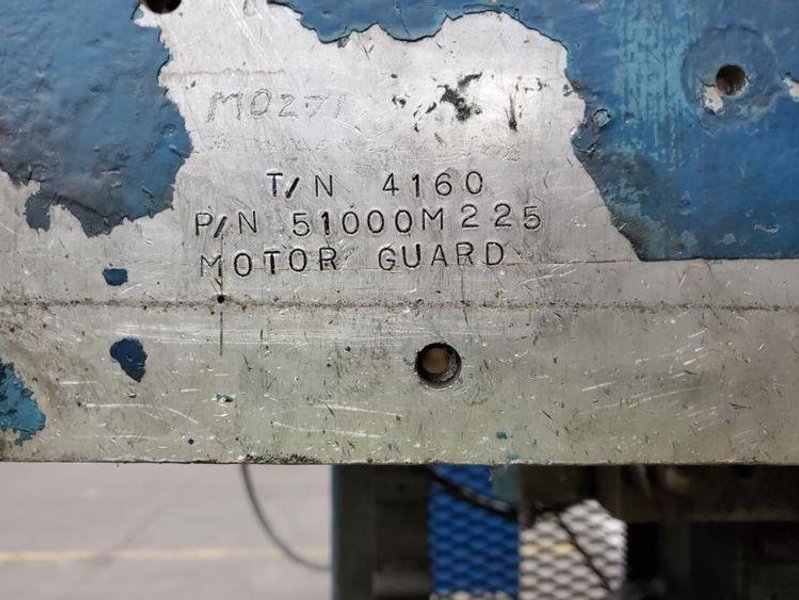 M0271
T/N 4160
P/N 51000M225
MOTOR GUARD